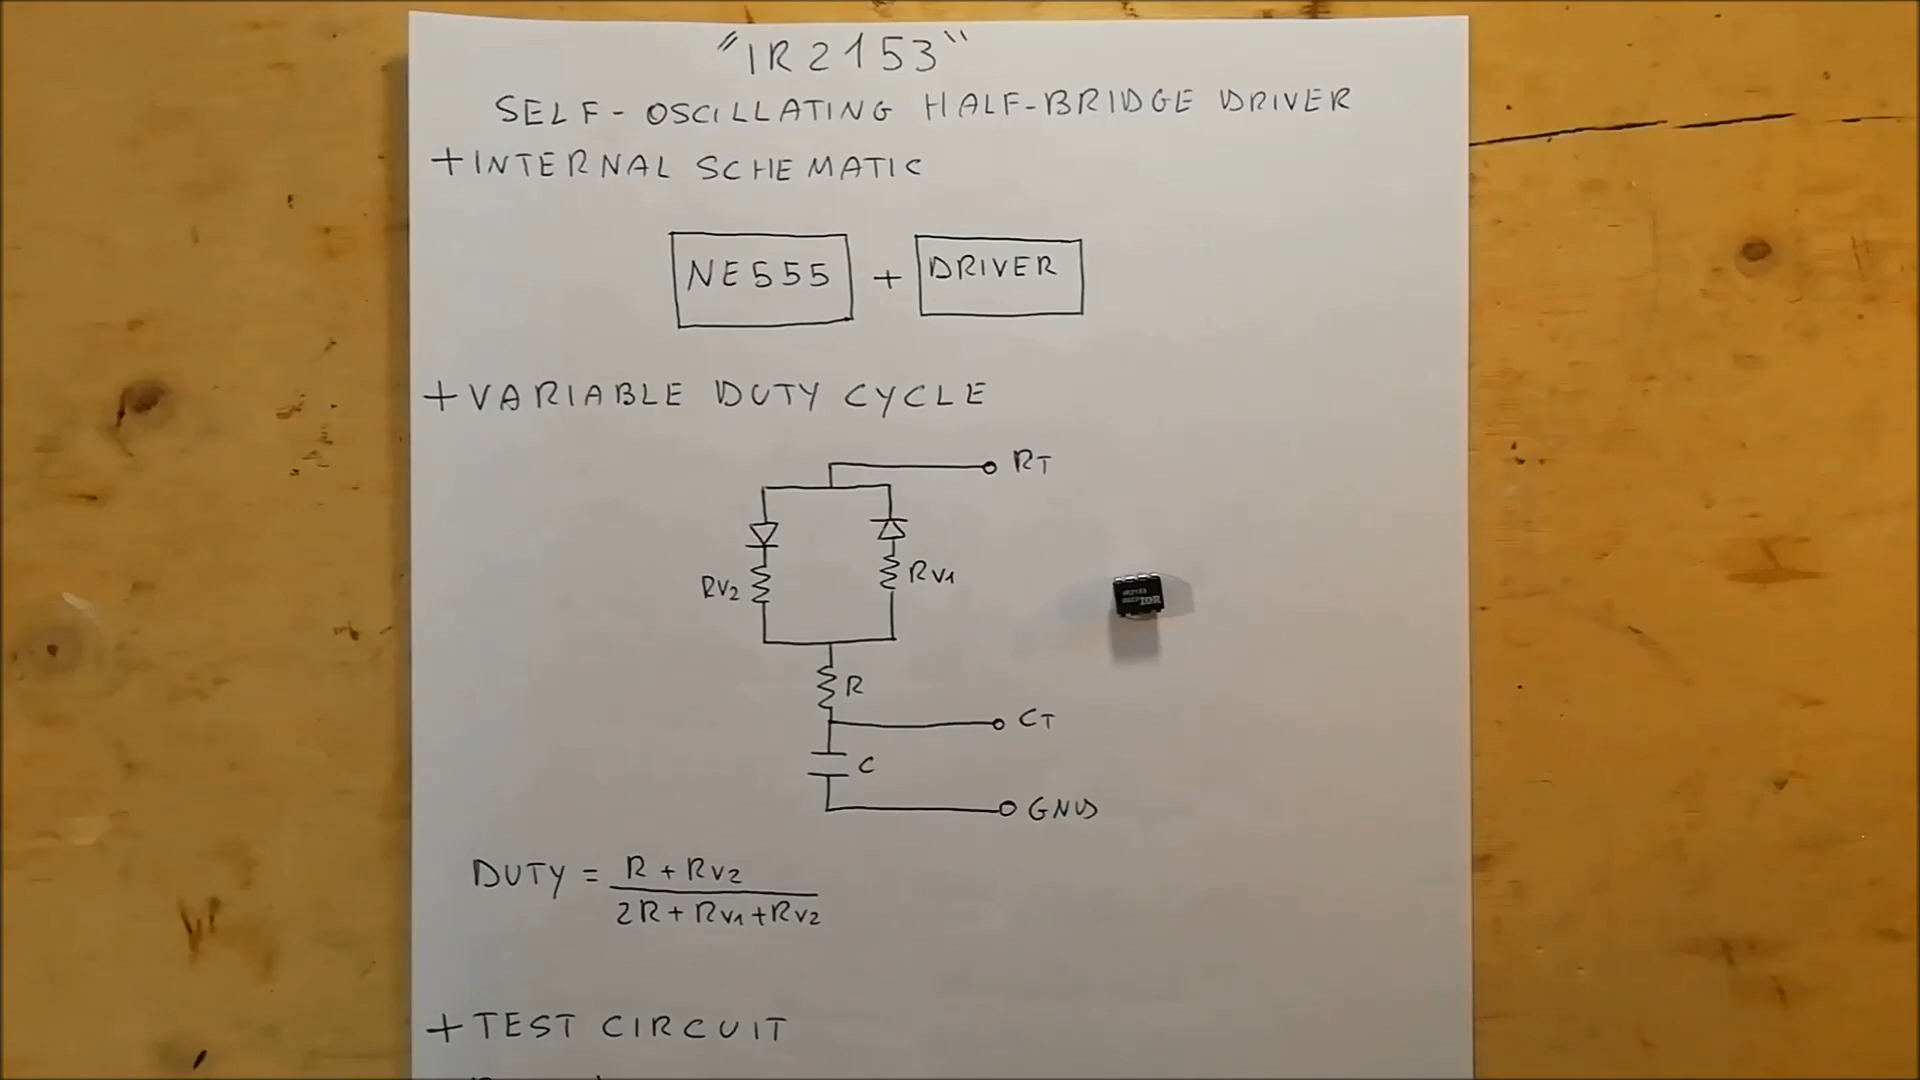 "IR2153"
SELF-OSCILLATING HALF-BRIDGE DRIVER
+INTERNAL SCHEMATIC
NE555 + DRIVER
+VARIABLE DUTY CYCLE
RT
RV2 RV1
R
CT
C
GND
DUTY = R + RV2
2R + RV1 + RV2
+TEST CIRCUIT
IOR